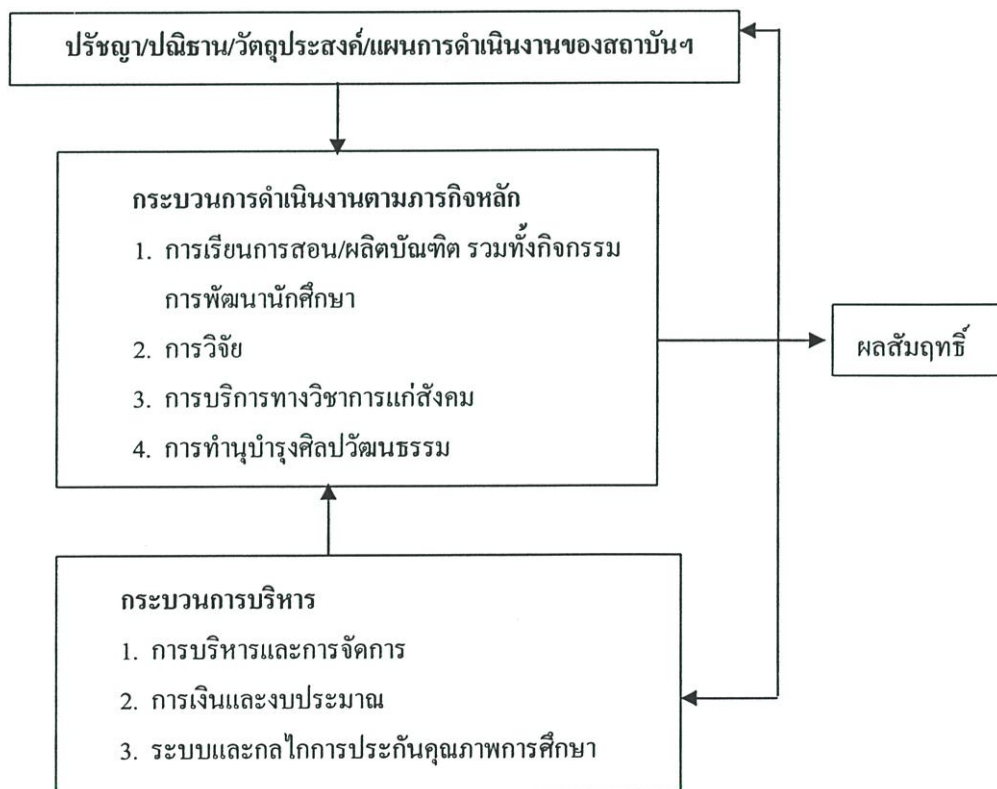 ปรัชญา/ปณิธาน/วัตถุประสงค์/แผนการดำเนินงานของสถาบันฯ
กระบวนการดำเนินงานตามภารกิจหลัก
1. การเรียนการสอน/ผลิตบัณฑิต รวมทั้งกิจกรรม
การพัฒนานักศึกษา
2. การวิจัย
3. การบริการทางวิชาการแก่สังคม
4. การทำนุบำรุงศิลปวัฒนธรรม
ผลสัมฤทธิ์
กระบวนการบริหาร
1. การบริหารและการจัดการ
2. การเงินและงบประมาณ
3. ระบบและกลไกการประกันคุณภาพการศึกษา